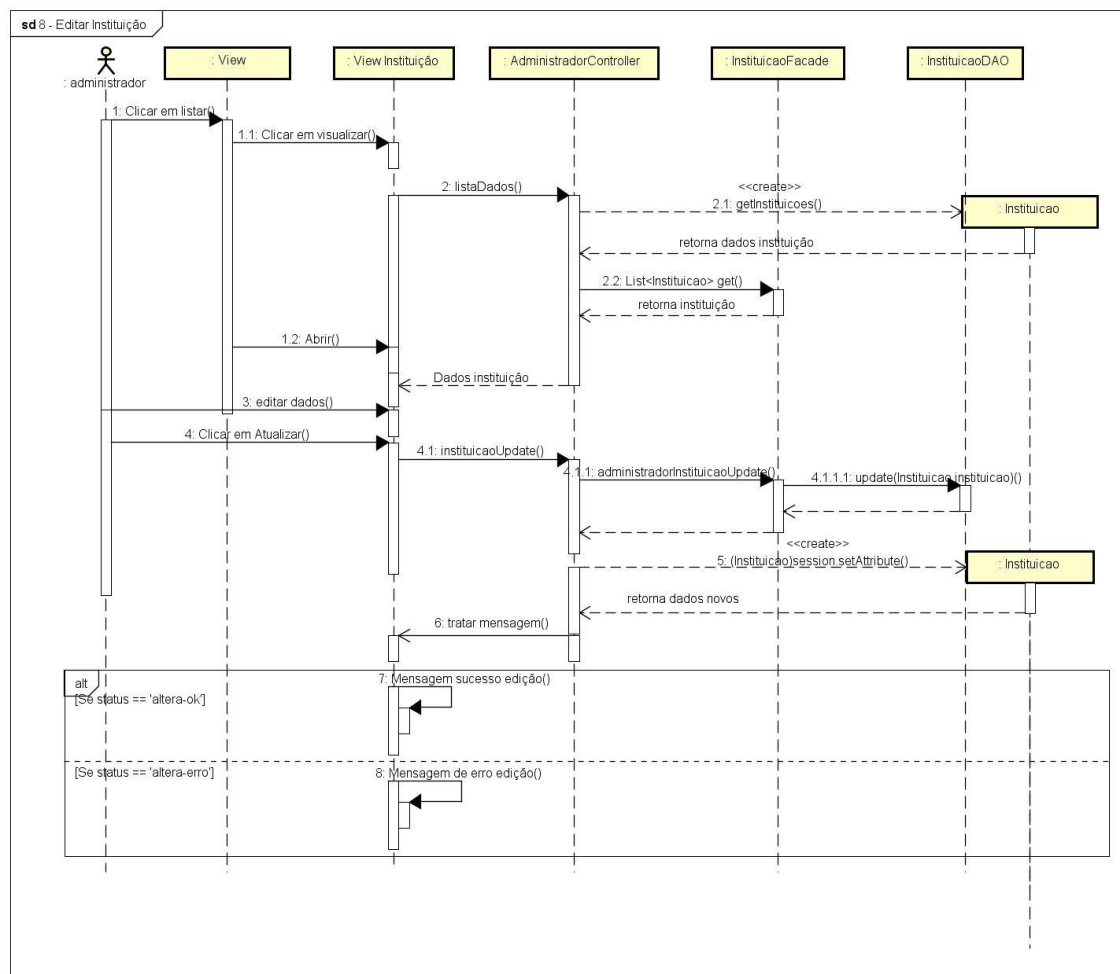 sd 8 - Editar Instituição
: administrador
: View
: View Instituição
: AdministradorController
: InstituicaoFacade
: InstituicaoDAO
1: Clicar em listar()
1.1: Clicar em visualizar()
2: listaDados()
<<create>>
2.1: getInstituicoes()
: Instituicao
retorna dados instituição
2.2: List<Instituicao> get()
retorna instituição
1.2: Abrir()
Dados instituição
3: editar dados()
4: Clicar em Atualizar()
4.1: instituicaoUpdate()
4.1.1: administradorInstituicaoUpdate()
4.1.1.1: update(Instituicao instituicao)()
<<create>>
5: (Instituicao)session.setAttribute()
: Instituicao
retorna dados novos
6: tratar mensagem()
alt
[Se status == 'altera-ok']
7: Mensagem sucesso edição()
[Se status == 'altera-erro']
8: Mensagem de erro edição()